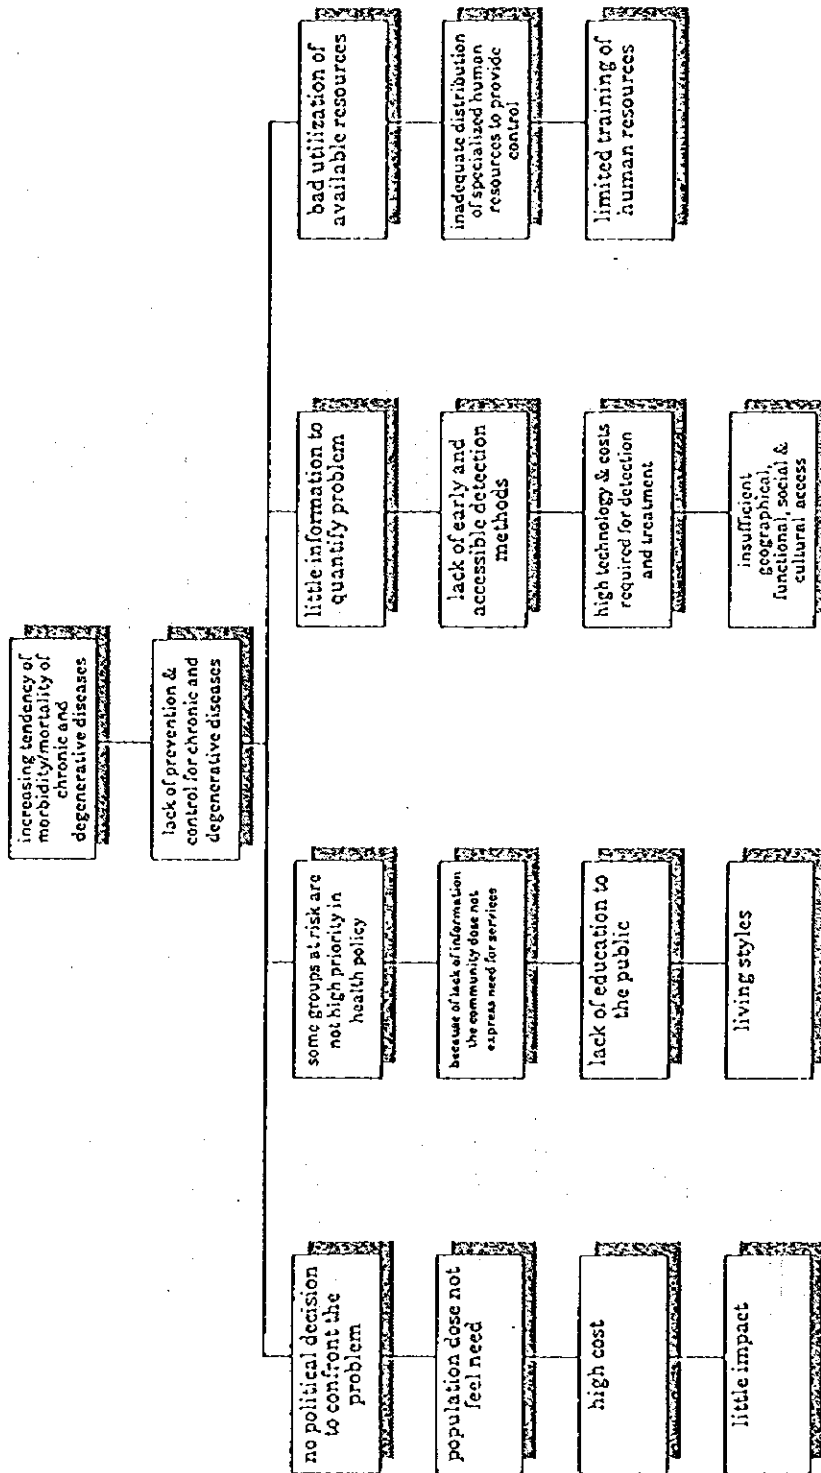 increasing tendency of
morbidity/mortality of
chronic and
degenerative diseases
lack of prevention &
control for chronic and
degenerative diseases
no political decision
to confront the
problem
population dose not
feel need
high cost
little impact
some groups at risk are
not high priority in
health policy
because of lack of information
the community dose not
express need for services
lack of education to
the public
living styles
little information to
quantify problem
lack of early and
accessible detection
methods
high technology & costs
required for detection
and treatment
insufficient
geographical,
functional, social &
cultural access
bad utilization of
available resources
inadequate distribution
of specialized human
resources to provide
control
limited training of
human resources